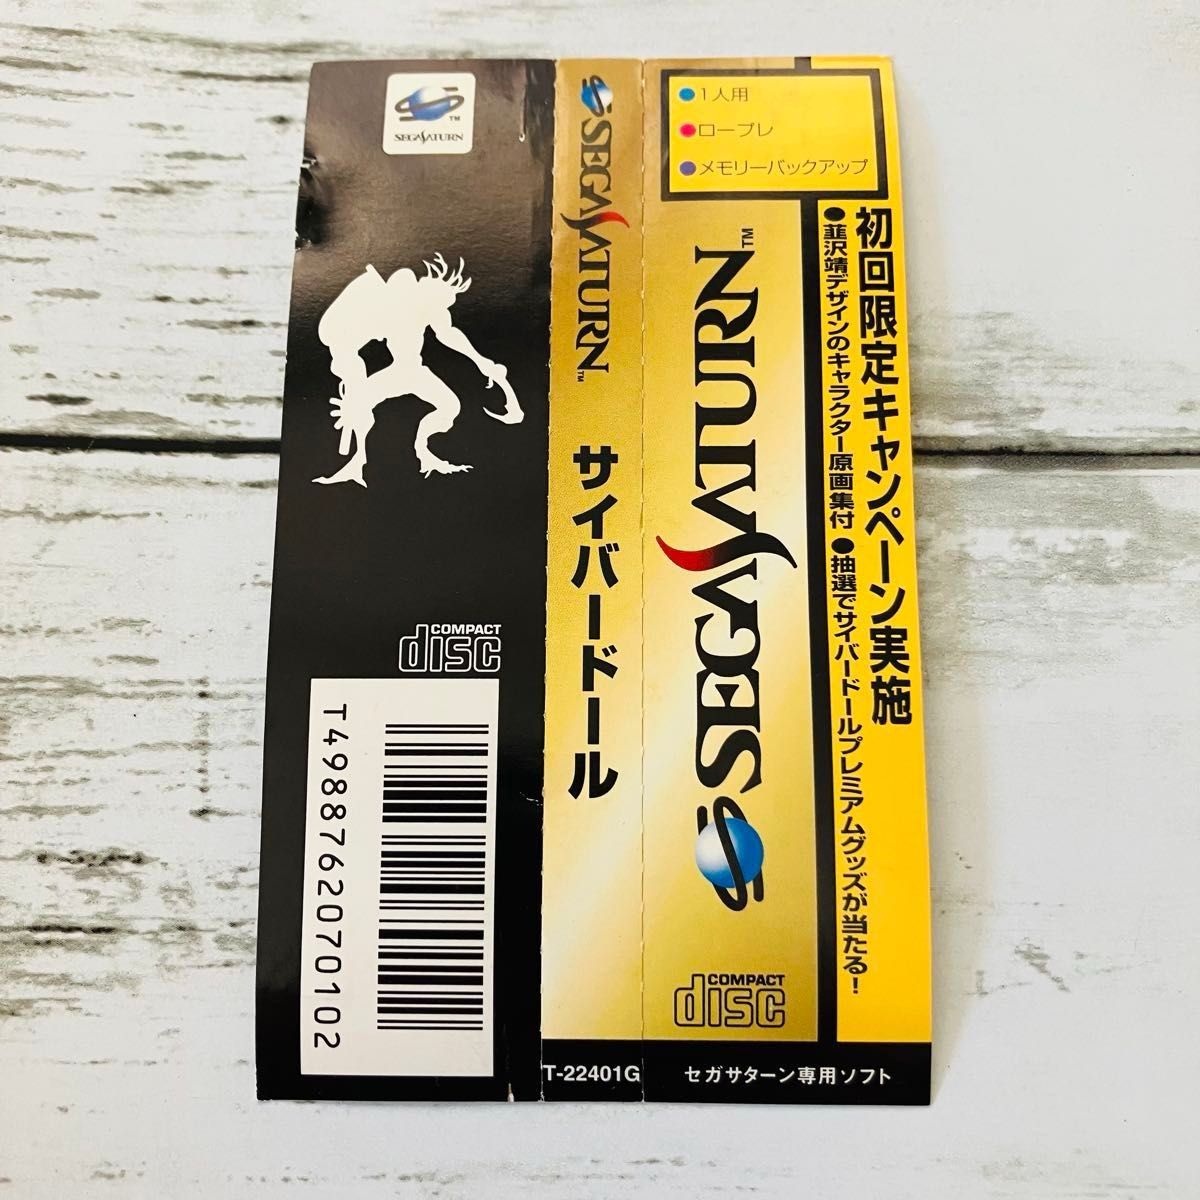 SEGA SATURN
TM
COMPACT
disc
T4988762070102
SEGA SATURN
TM
サイバードール
T-22401G
●1人用
●ロープレ
●メモリーバックアップ
SEGA SATURN
TM
COMPACT
disc
初回限定キャンペーン実施
●韮沢靖デザインのキャラクター原画集付 ●抽選でサイバードールプレミアムグッズが当たる!
セガサターン専用ソフト